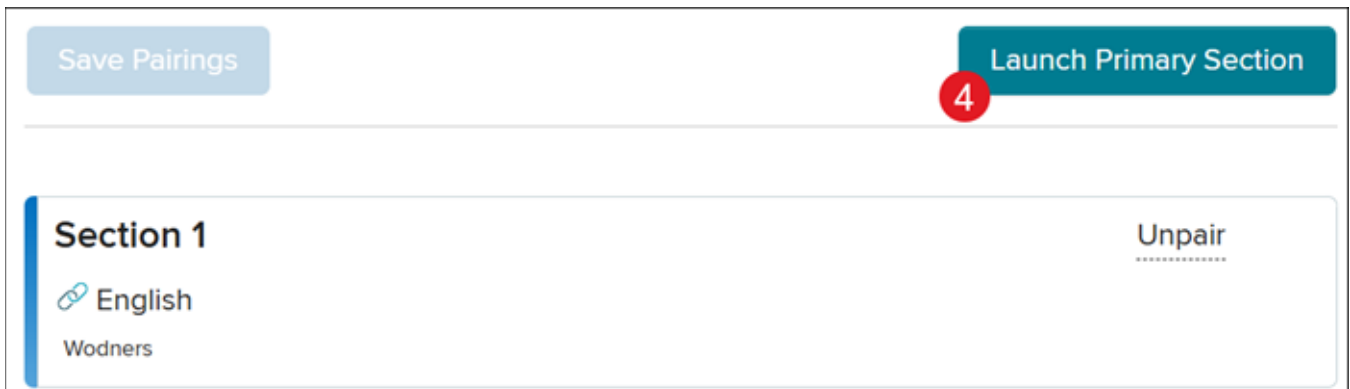 Save Pairings
Launch Primary Section
4
Section 1
Unpair
English
Wodners